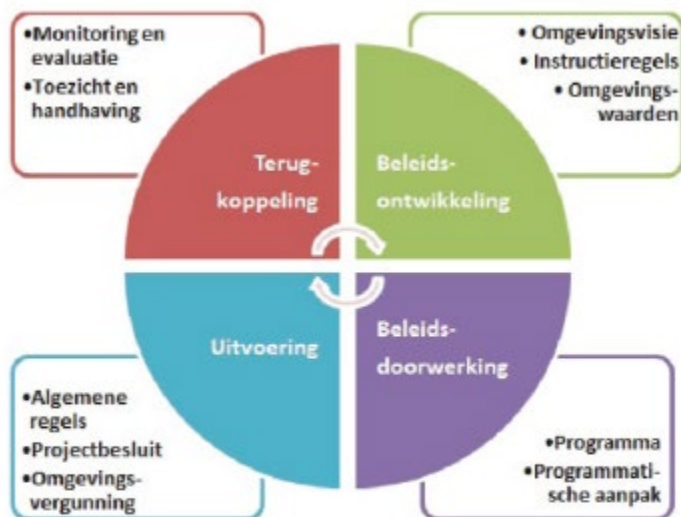 •Monitoring en
evaluatie
•Toezicht en
handhaving
• Omgevingsvisie
• Instructieregels
• Omgevings-
waarden
Terug-
koppeling
Beleids-
ontwikkeling
Uitvoering
Beleids-
doorwerking
•Algemene
regels
•Projectbesluit
•Omgevings-
vergunning
•Programma
•Programmati-
sche aanpak